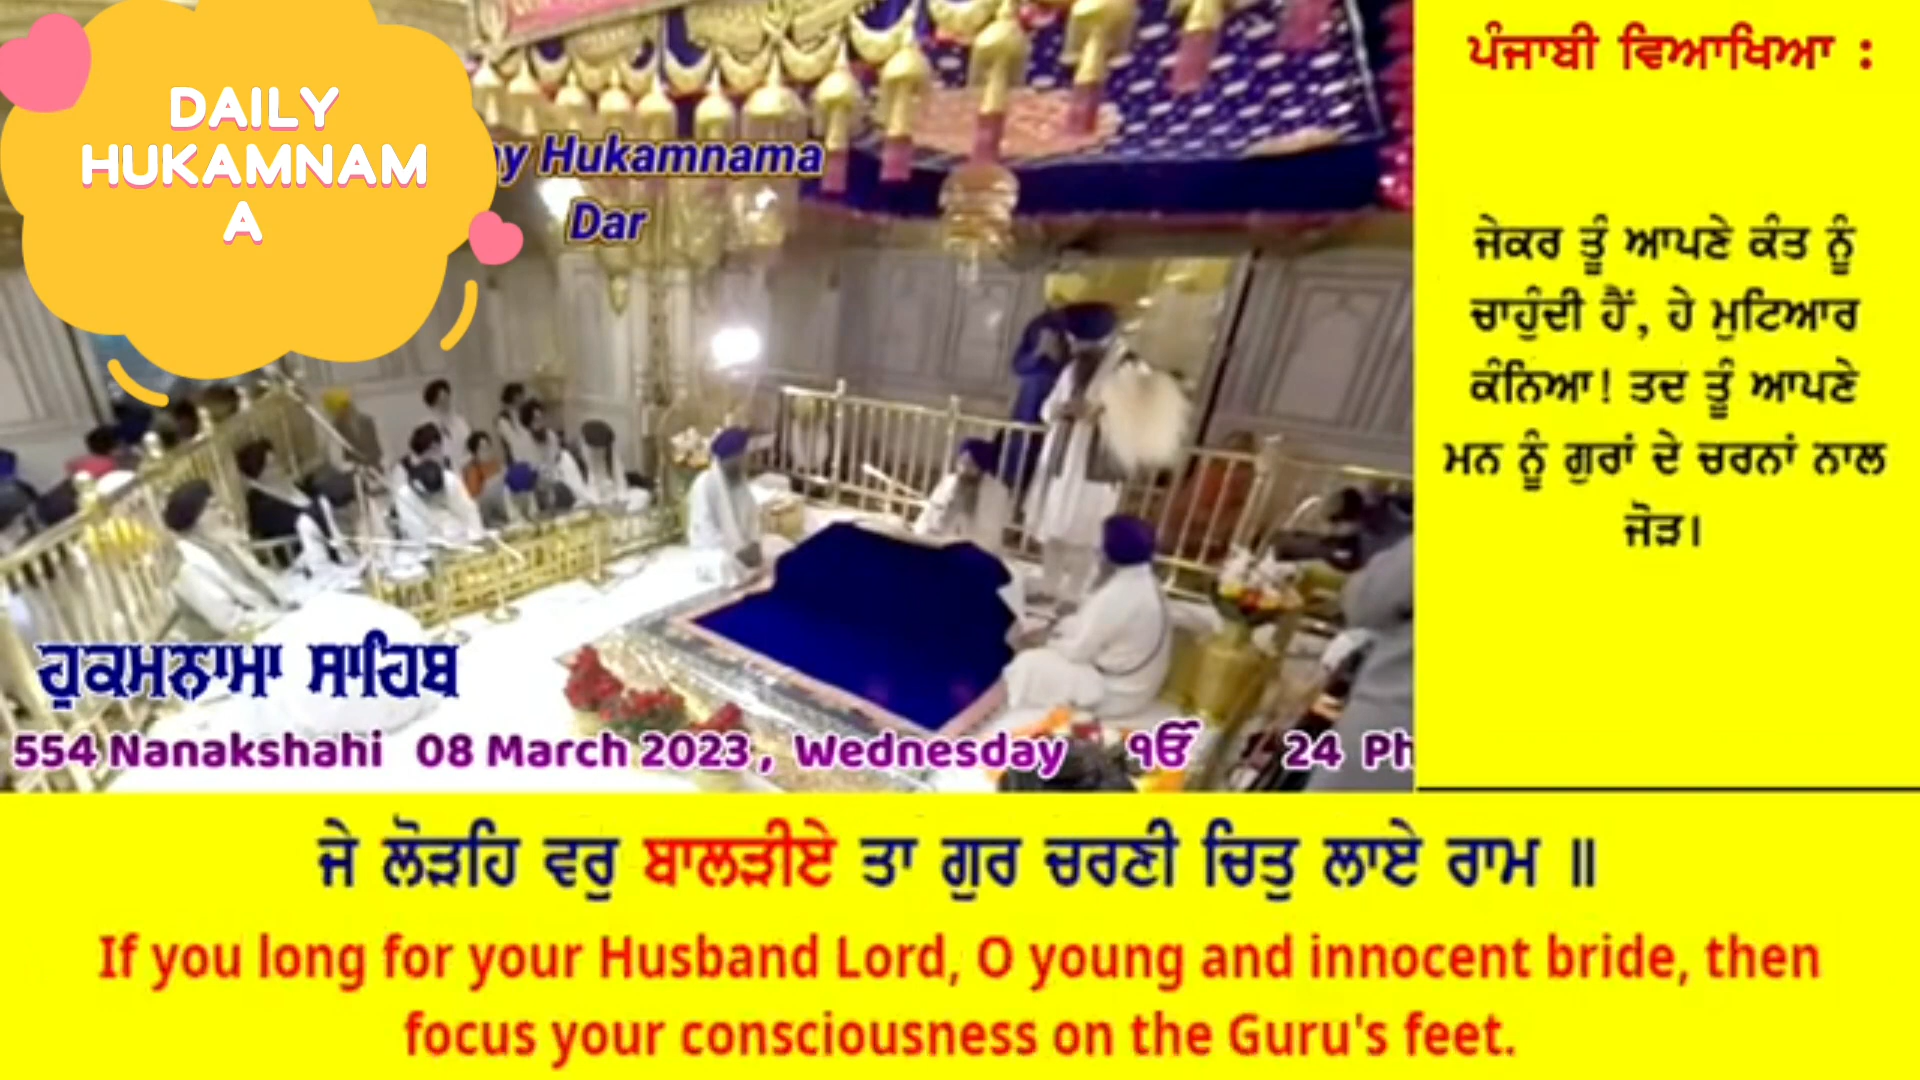 DAILY
HUKAMNAM
A
ay Hukamnama
Dar
ਹੁਕਮਨਾਮਾ ਸਾਹਿਬ
554 Nanakshahi 08 March 2023, Wednesday ੴ 24 Ph
ਪੰਜਾਬੀ ਵਿਆਖਿਆ :
ਜੇਕਰ ਤੂੰ ਆਪਣੇ ਕੰਤ ਨੂੰ
ਚਾਹੁੰਦੀ ਹੈਂ, ਹੇ ਮੁਟਿਆਰ
ਕੰਨਿਆ! ਤਦ ਤੂੰ ਆਪਣੇ
ਮਨ ਨੂੰ ਗੁਰਾਂ ਦੇ ਚਰਨਾਂ ਨਾਲ
ਜੋੜ।
ਜੇ ਲੋੜਹਿ ਵਰੁ ਬਾਲੜੀਏ ਤਾ ਗੁਰ ਚਰਣੀ ਚਿਤੁ ਲਾਏ ਰਾਮ ॥
If you long for your Husband Lord, O young and innocent bride, then
focus your consciousness on the Guru's feet.